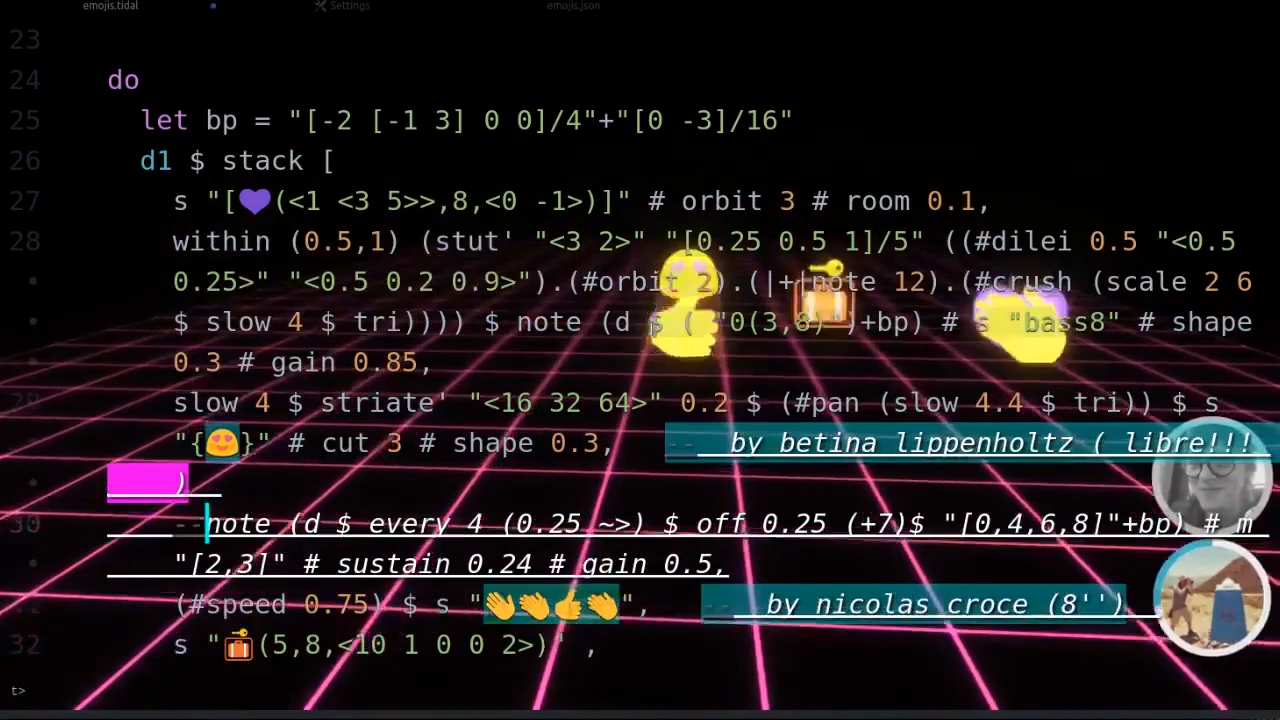 emojis.tidal Settings emojis.json
23
24 do
25 let bp = "[-2 [-1 3] 0 0]/4"+"[0 -3]/16"
26 d1 $ stack [
27 s "[💜(<1 <3 5>>,8,<0 -1>)]" # orbit 3 # room 0.1,
28 within (0.5,1) (stut' "<3 2>" "[0.25 0.5 1]/5" ((#dilei 0.5 "<0.5
0.25>" "<0.5 0.2 0.9>").(#orbit 2).(|+|note 12).(#crush (scale 2 6
$ slow 4 $ tri)))) $ note (d $ ( "0(3,8) )+bp) # s "bass8" # shape
0.3 # gain 0.85,
29 slow 4 $ striate' "<16 32 64>" 0.2 $ (#pan (slow 4.4 $ tri)) $ s
"{😍}" # cut 3 # shape 0.3, -- by betina lippenholtz ( libre!!!
)
30 --note (d $ every 4 (0.25 ~>) $ off 0.25 (+7)$ "[0,4,6,8]"+bp) # m
"[2,3]" # sustain 0.24 # gain 0.5,
(#speed 0.75) $ s "👋👏👍👏", -- by nicolas croce (8'')
32 s "🛅(5,8,<10 1 0 0 2>)" ,
t>